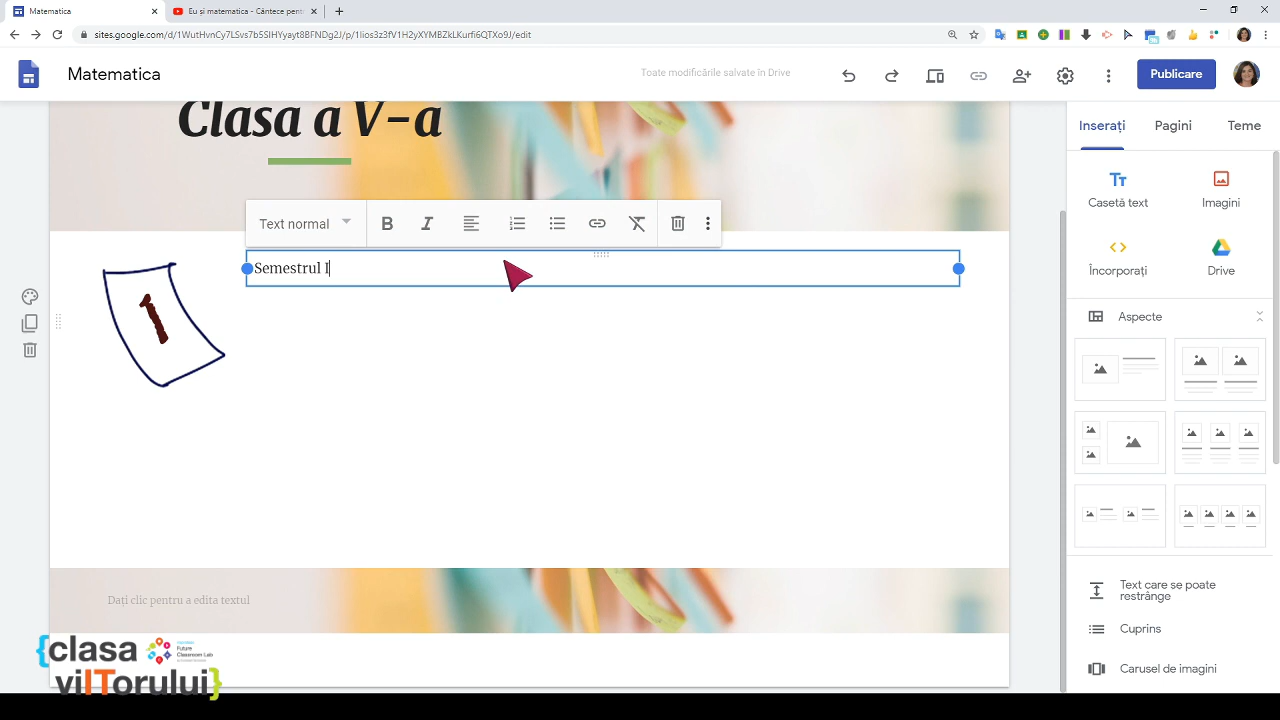 Matematica
Eu și matematica - Cântece pent
sites.google.com/d/1WutHvnCy7LSvs7b5SIHYyayt8BFNDg2J/p/1lios3z3fV1H2yXYMBZkLKurfi6QTXo9J/edit
Matematica
Toate modificările salvate în Drive
Publicare
Clasa a V-a
Inserați
Pagini
Teme
Text normal
Casetă text
Imagini
Semestrul I
1
Încorporați
Drive
Aspecte
Text care se poate
restrânge
Cuprins
Carusel de imagini
Dați clic pentru a edita textul
{clasa
viITorului}
Future
Classroom Lab